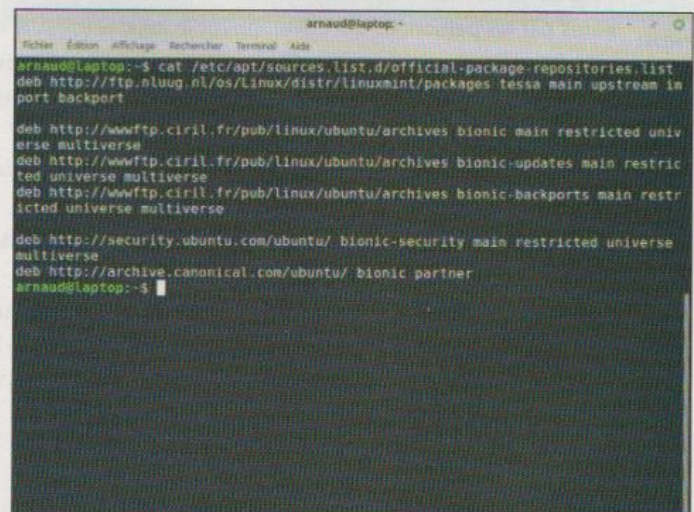 arnaud@laptop: ~
Fichier Édition Affichage Rechercher Terminal Aide
arnaud@laptop:~$ cat /etc/apt/sources.list.d/official-package-repositories.list
deb http://ftp.nluug.nl/os/Linux/distr/linuxmint/packages tessa main upstream im
port backport
deb http://wwwftp.ciril.fr/pub/linux/ubuntu/archives bionic main restricted univ
erse multiverse
deb http://wwwftp.ciril.fr/pub/linux/ubuntu/archives bionic-updates main restric
ted universe multiverse
deb http://wwwftp.ciril.fr/pub/linux/ubuntu/archives bionic-backports main restr
icted universe multiverse
deb http://security.ubuntu.com/ubuntu/ bionic-security main restricted universe
multiverse
deb http://archive.canonical.com/ubuntu/ bionic partner
arnaud@laptop:~$